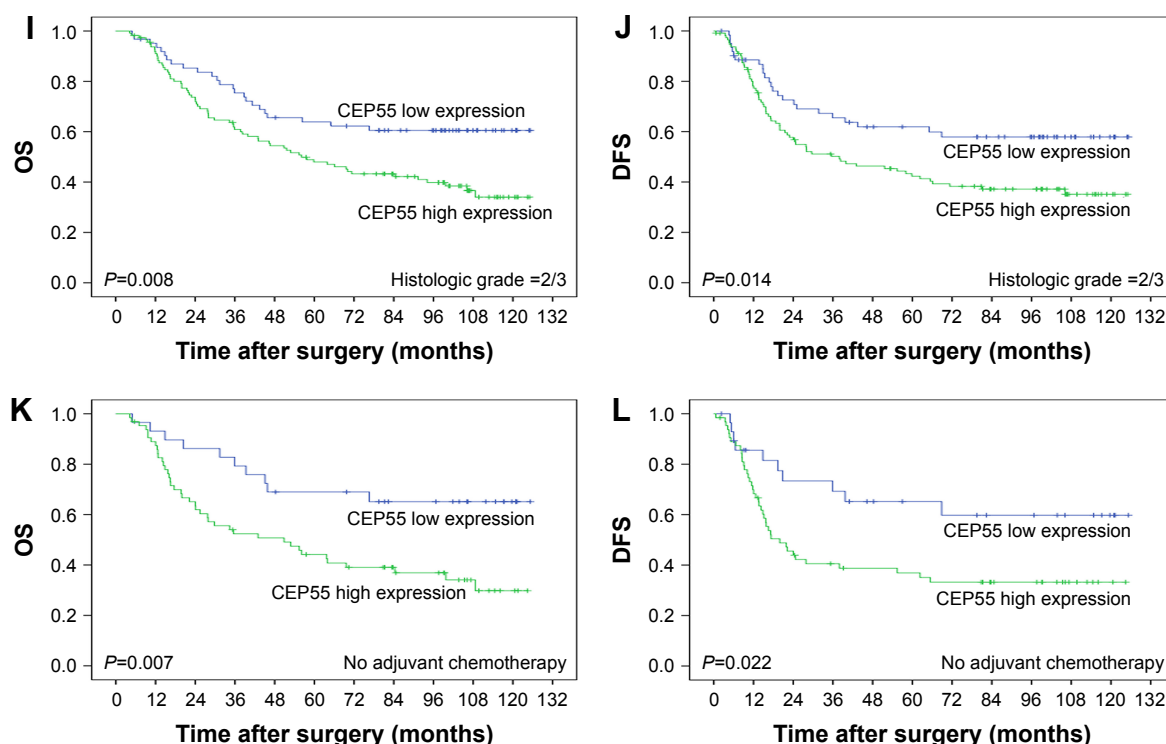 I
1.0
0.8
0.6
0.4
0.2
0.0
OS
CEP55 low expression
CEP55 high expression
P=0.008 Histologic grade =2/3
0 12 24 36 48 60 72 84 96 108 120 132
Time after surgery (months)
J
1.0
0.8
0.6
0.4
0.2
0.0
DFS
CEP55 low expression
CEP55 high expression
P=0.014 Histologic grade =2/3
0 12 24 36 48 60 72 84 96 108 120 132
Time after surgery (months)
K
1.0
0.8
0.6
0.4
0.2
0.0
OS
CEP55 low expression
CEP55 high expression
P=0.007 No adjuvant chemotherapy
0 12 24 36 48 60 72 84 96 108 120 132
Time after surgery (months)
L
1.0
0.8
0.6
0.4
0.2
0.0
DFS
CEP55 low expression
CEP55 high expression
P=0.022 No adjuvant chemotherapy
0 12 24 36 48 60 72 84 96 108 120 132
Time after surgery (months)